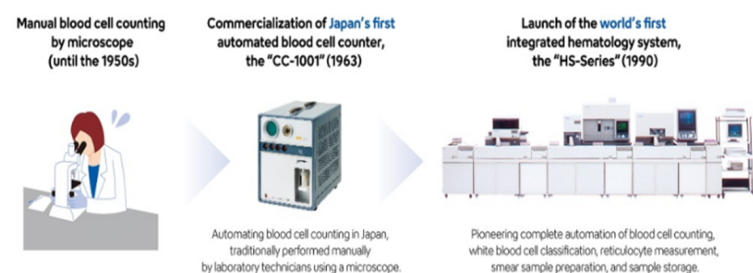 Manual blood cell counting
by microscope
(until the 1950s)
Commercialization of Japan's first
automated blood cell counter,
the "CC-1001" (1963)
Automating blood cell counting in Japan,
traditionally performed manually
by laboratory technicians using a microscope.
Launch of the world's first
integrated hematology system,
the "HS-Series" (1990)
Pioneering complete automation of blood cell counting,
white blood cell classification, reticulocyte measurement,
smear sample preparation, and sample storage.